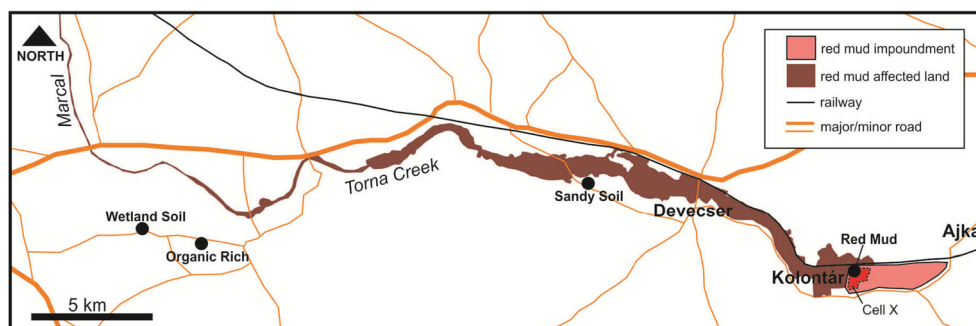 NORTH
Marcal
Torna Creek
Wetland Soil
Organic Rich
Sandy Soil
Devecser
Kolontár
Red Mud
Ajka
Cell X
5 km
red mud impoundment
red mud affected land
railway
major/minor road